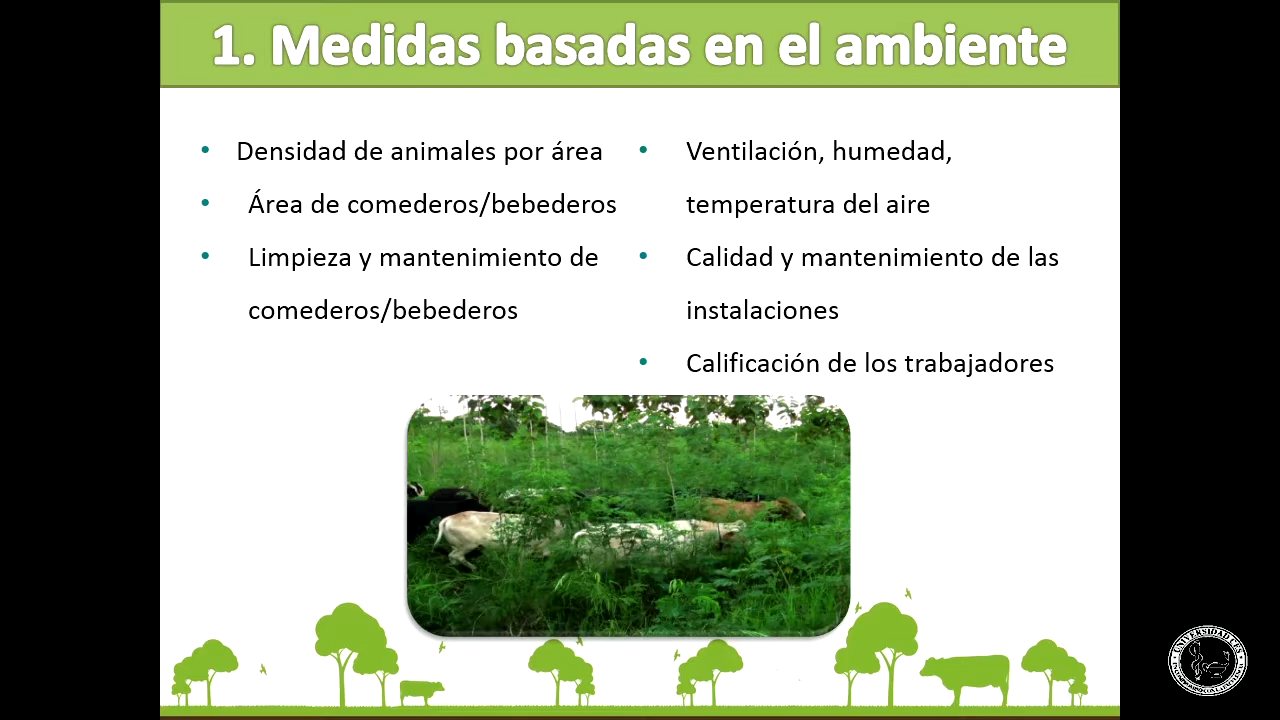 1. Medidas basadas en el ambiente
• Densidad de animales por área
• Área de comederos/bebederos
• Limpieza y mantenimiento de
comederos/bebederos
• Ventilación, humedad,
temperatura del aire
• Calidad y mantenimiento de las
instalaciones
• Calificación de los trabajadores